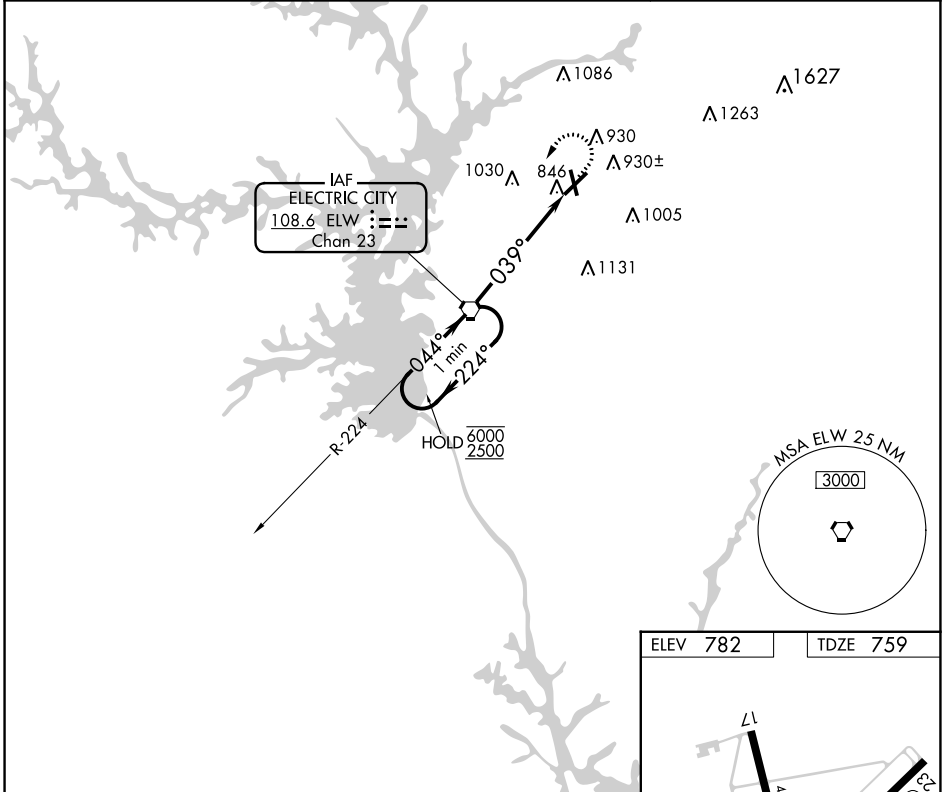 1086
1627
1263
930
930±
1030
846
IAF
ELECTRIC CITY
108.6 ELW
Chan 23
1005
039°
1131
044°
1 min
224°
R-224
HOLD 6000
2500
MSA ELW 25 NM
3000
ELEV 782
TDZE 759
17
23